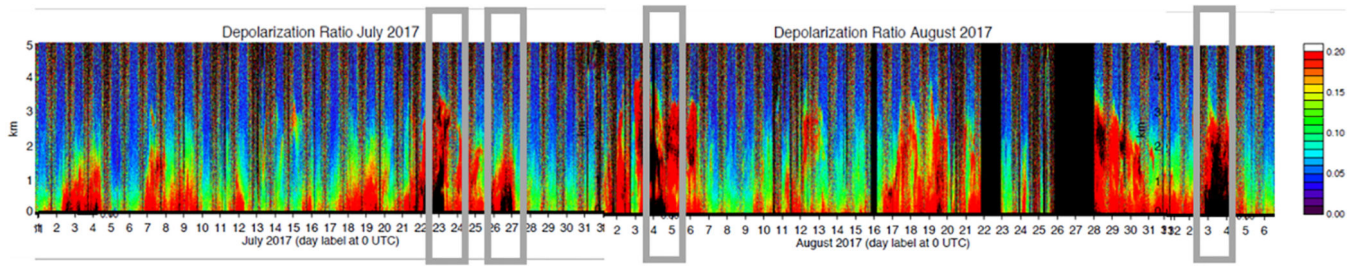 Depolarization Ratio July 2017
Depolarization Ratio August 2017
5
4
3
2
1
0
km
1 2 3 4 5 6 7 8 9 10 11 12 13 14 15 16 17 18 19 20 21 22 23 24 25 26 27 28 29 30 31
July 2017 (day label at 0 UTC)
km
2 3 4 5 6 7 8 9 10 11 12 13 14 15 16 17 18 19 20 21 22 23 24 25 26 27 28 29 30 31
August 2017 (day label at 0 UTC)
km
2 3 4 5 6
0.20
0.15
0.10
0.05
0.00